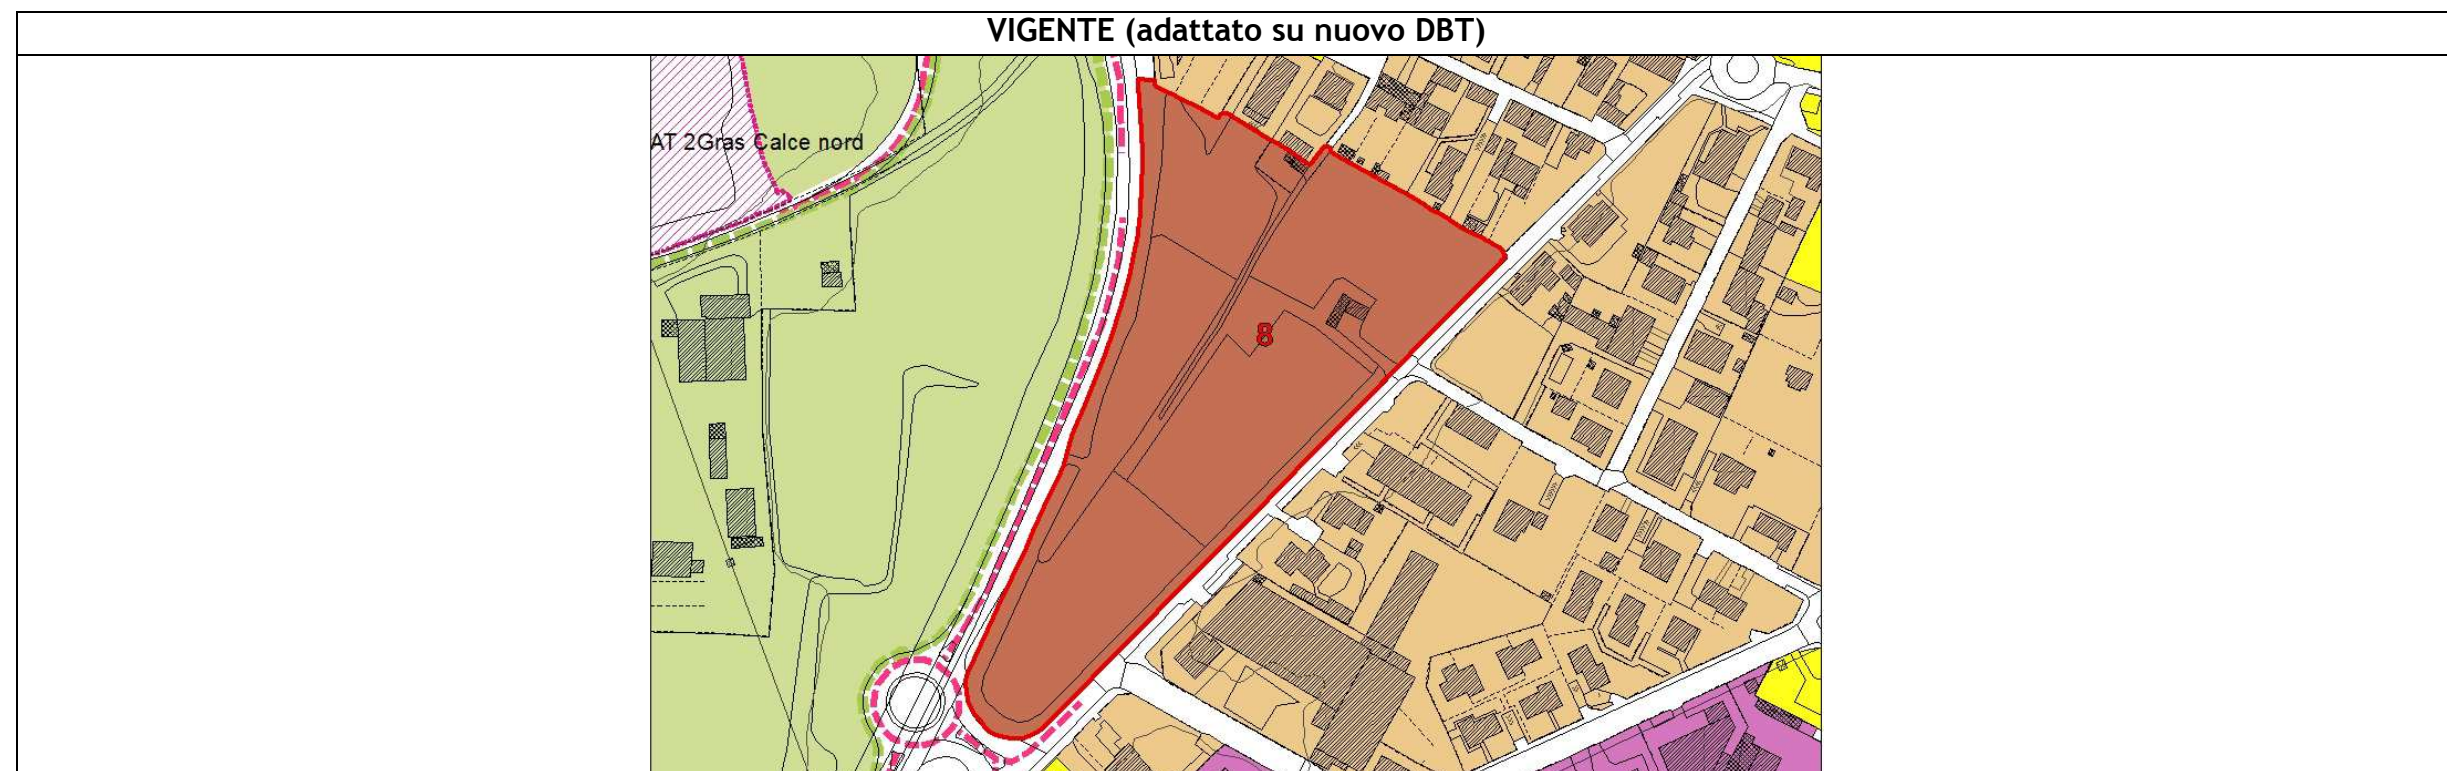 VIGENTE (adattato su nuovo DBT)
AT 2Gras Calce nord
8